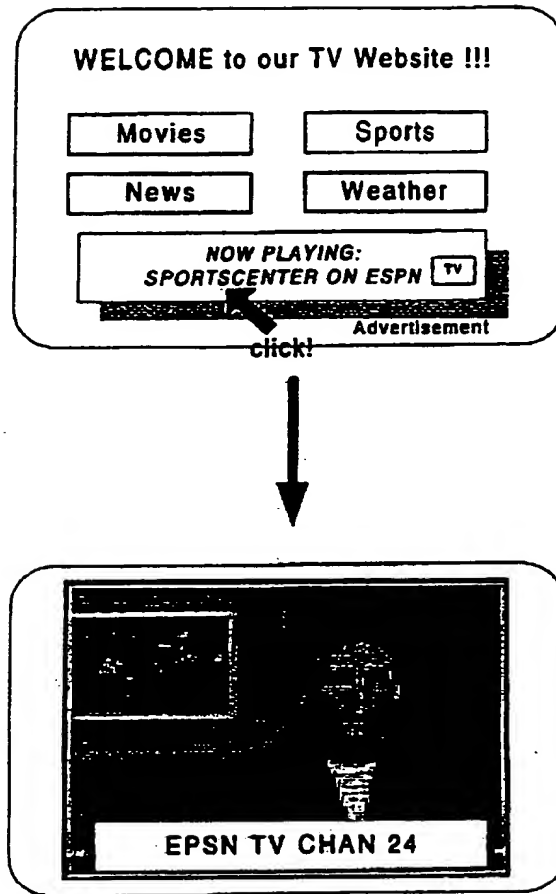 WELCOME to our TV Website !!!
Movies
Sports
News
Weather
NOW PLAYING:
SPORTSCENTER ON ESPN
TV
Advertisement
click!
EPSN TV CHAN 24